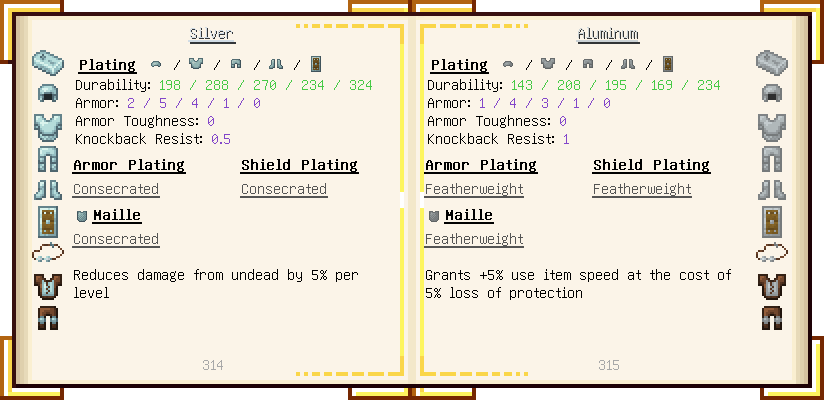 Silver
Plating / / / /
Durability: 198 / 288 / 270 / 234 / 324
Armor: 2 / 5 / 4 / 1 / 0
Armor Toughness: 0
Knockback Resist: 0.5
Armor Plating Shield Plating
Consecrated Consecrated
Maille
Consecrated
Reduces damage from undead by 5% per
level
314
Aluminum
Plating / / / /
Durability: 143 / 208 / 195 / 169 / 234
Armor: 1 / 4 / 3 / 1 / 0
Armor Toughness: 0
Knockback Resist: 1
Armor Plating Shield Plating
Featherweight Featherweight
Maille
Featherweight
Grants +5% use item speed at the cost of
5% loss of protection
315